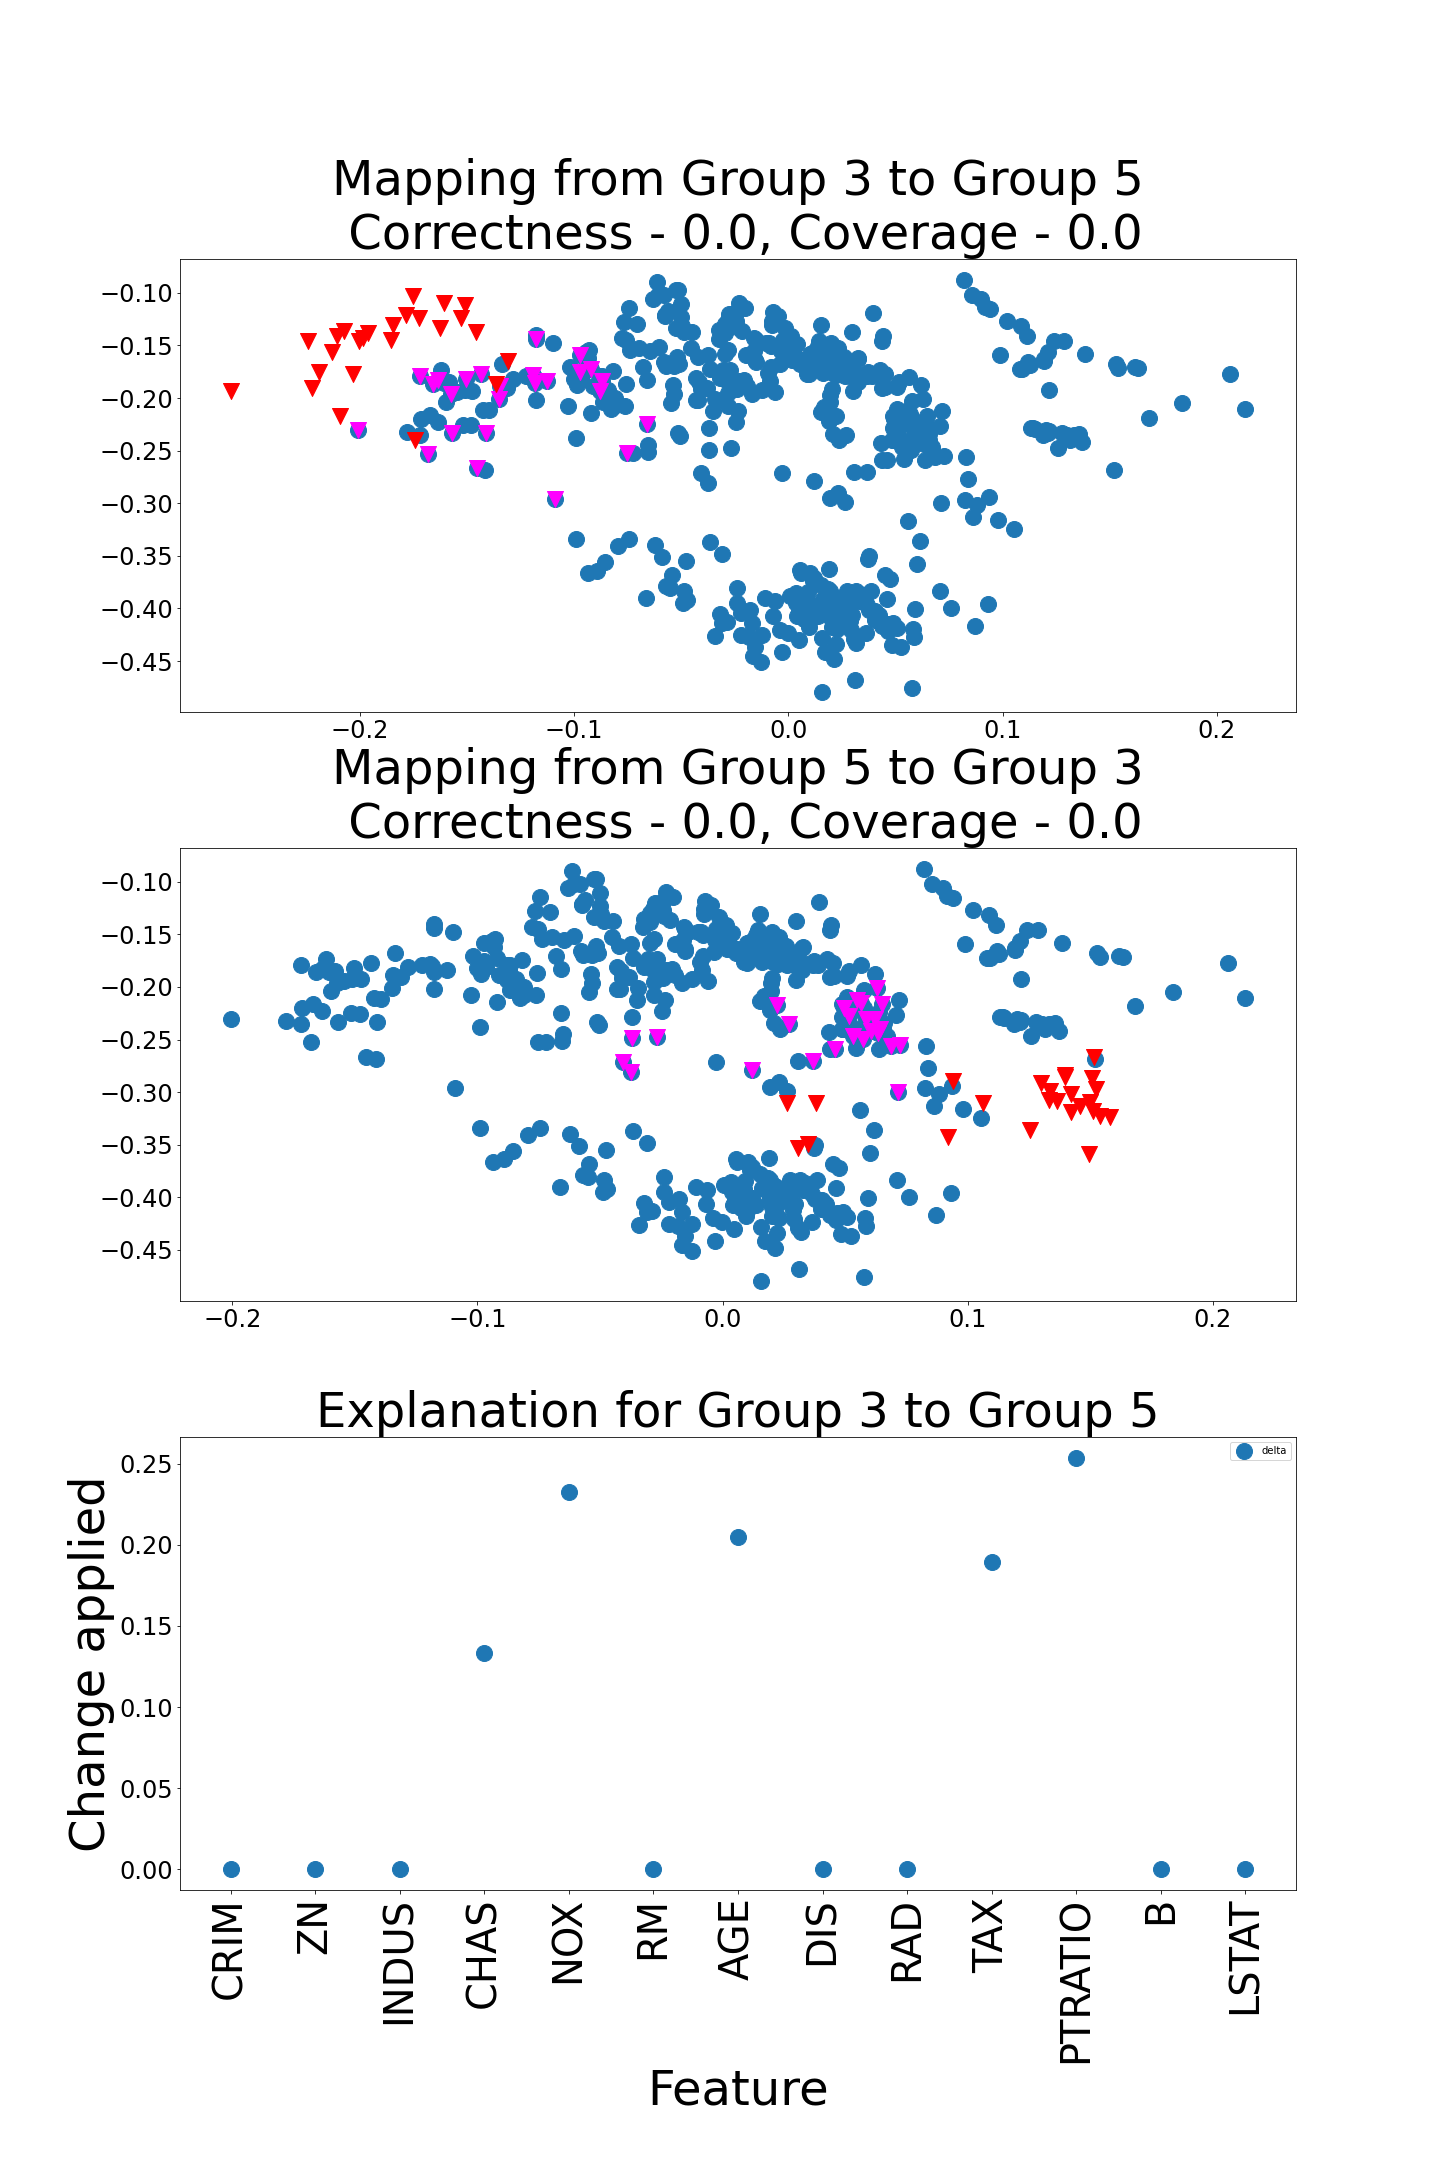 Mapping from Group 3 to Group 5
Correctness - 0.0, Coverage - 0.0
−0.10
−0.15
−0.20
−0.25
−0.30
−0.35
−0.40
−0.45
−0.2 −0.1 0.0 0.1 0.2
Mapping from Group 5 to Group 3
Correctness - 0.0, Coverage - 0.0
−0.10
−0.15
−0.20
−0.25
−0.30
−0.35
−0.40
−0.45
−0.2 −0.1 0.0 0.1 0.2
Explanation for Group 3 to Group 5
delta
Change applied
0.25
0.20
0.15
0.10
0.05
0.00
CRIM
ZN
INDUS
CHAS
NOX
RM
AGE
DIS
RAD
TAX
PTRATIO
B
LSTAT
Feature